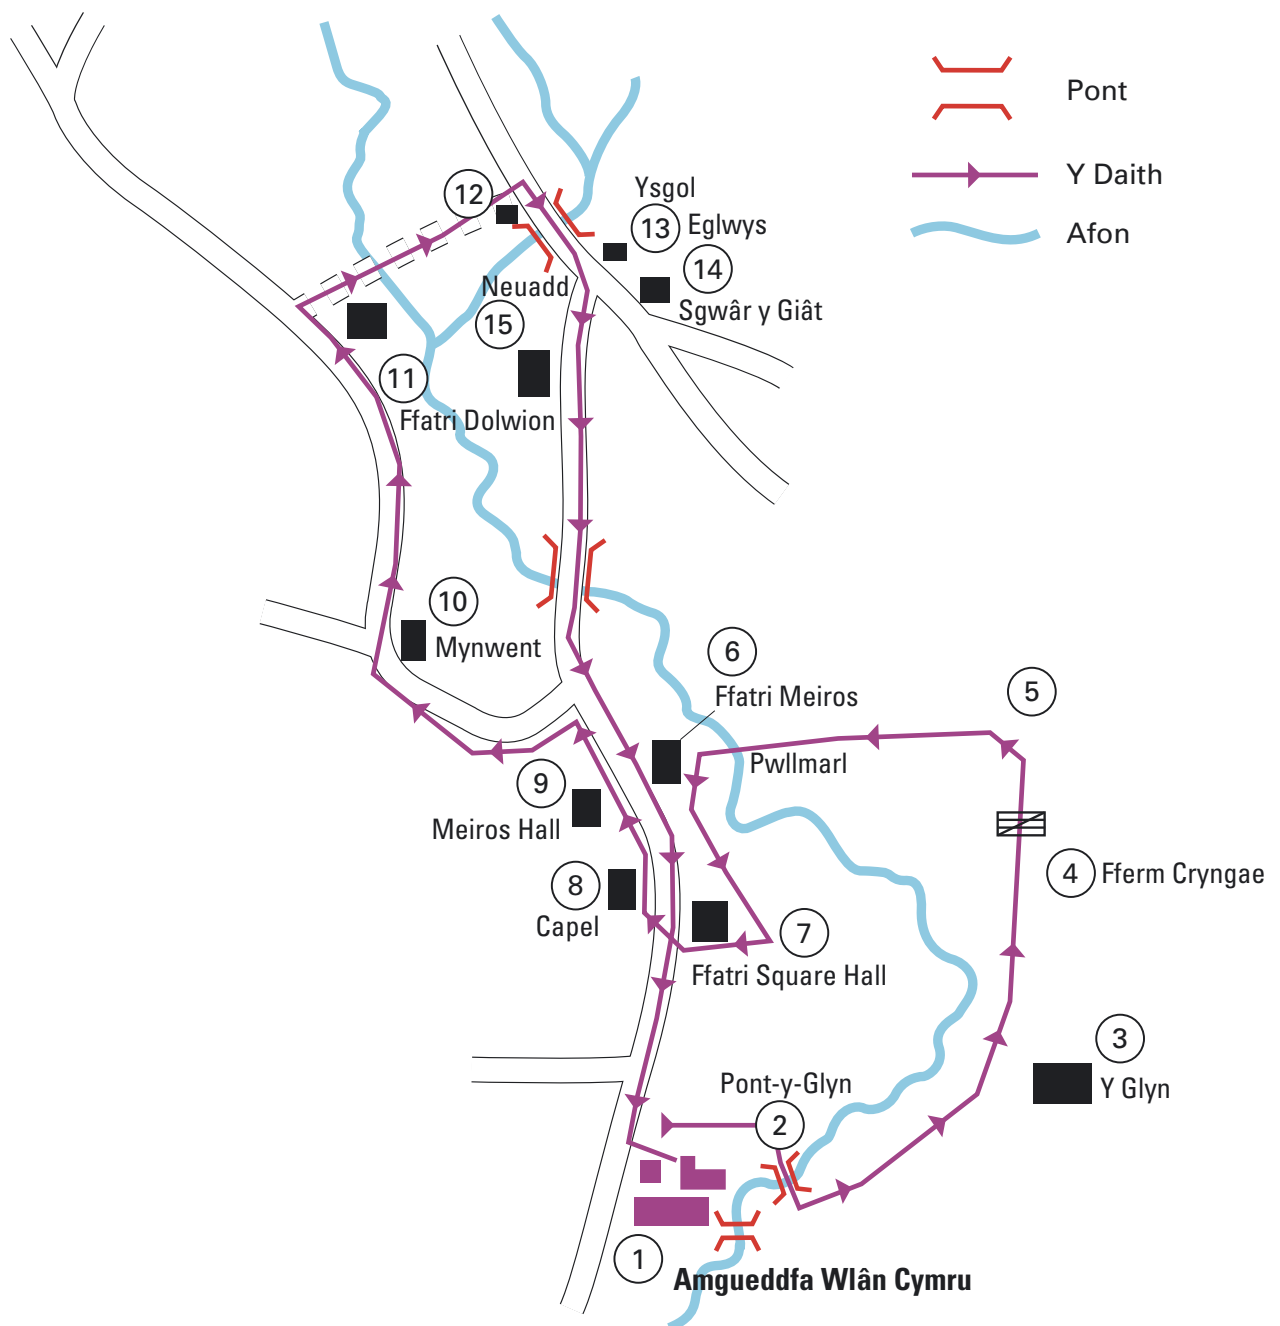 Pont
Y Daith
Afon
12
Ysgol
13
Eglwys
14
Sgwâr y Giât
Neuadd
15
11
Ffatri Dolwion
10
Mynwent
6
Ffatri Meiros
5
Pwllmarl
9
Meiros Hall
4
Fferm Cryngae
8
Capel
7
Ffatri Square Hall
3
Y Glyn
Pont-y-Glyn
2
1
Amgueddfa Wlân Cymru